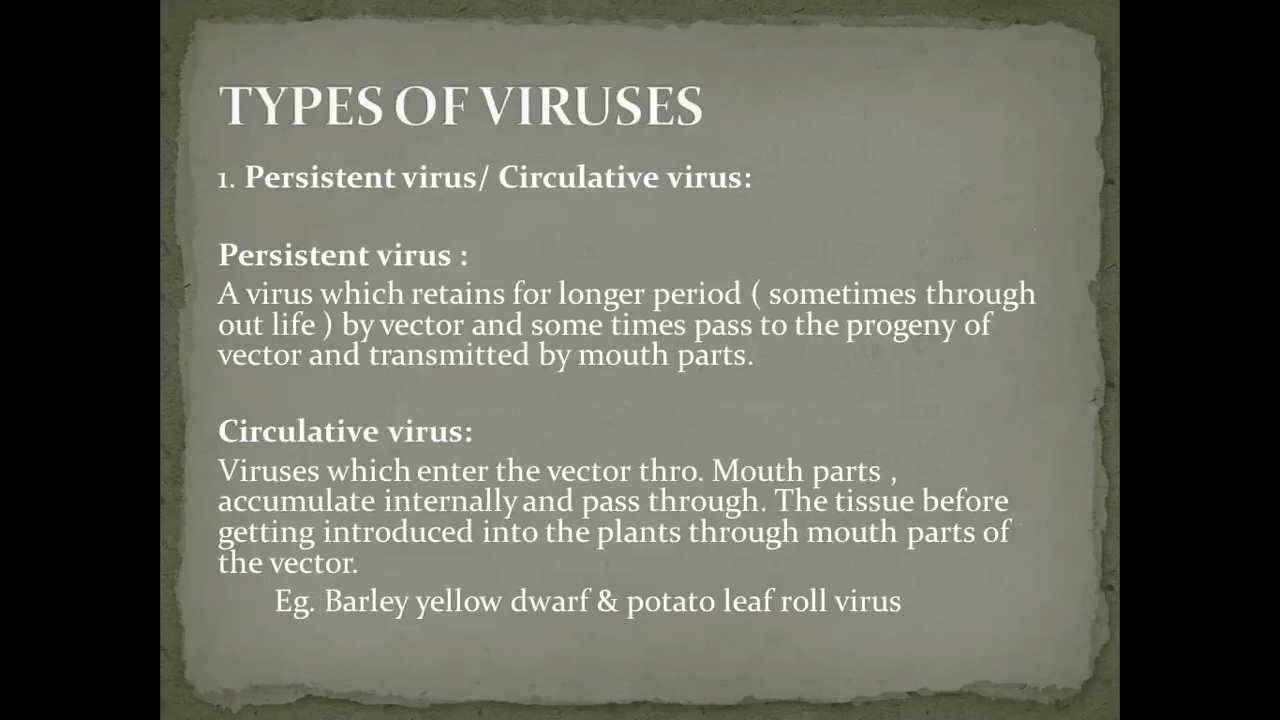 TYPES OF VIRUSES
1. Persistent virus/ Circulative virus:
Persistent virus :
A virus which retains for longer period ( sometimes through
out life ) by vector and some times pass to the progeny of
vector and transmitted by mouth parts.
Circulative virus:
Viruses which enter the vector thro. Mouth parts ,
accumulate internally and pass through. The tissue before
getting introduced into the plants through mouth parts of
the vector.
Eg. Barley yellow dwarf & potato leaf roll virus